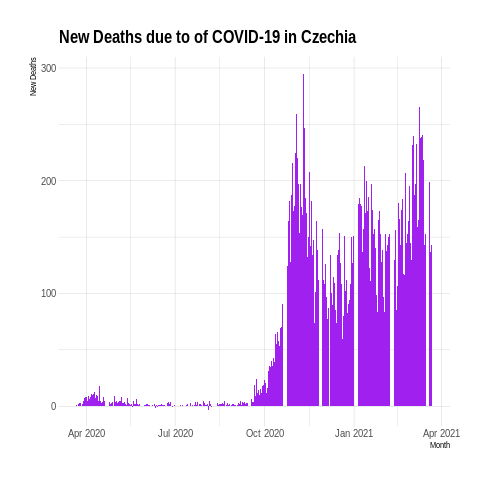 New Deaths due to of COVID-19 in Czechia
New Deaths
300
200
100
0
Apr 2020 Jul 2020 Oct 2020 Jan 2021 Apr 2021
Month